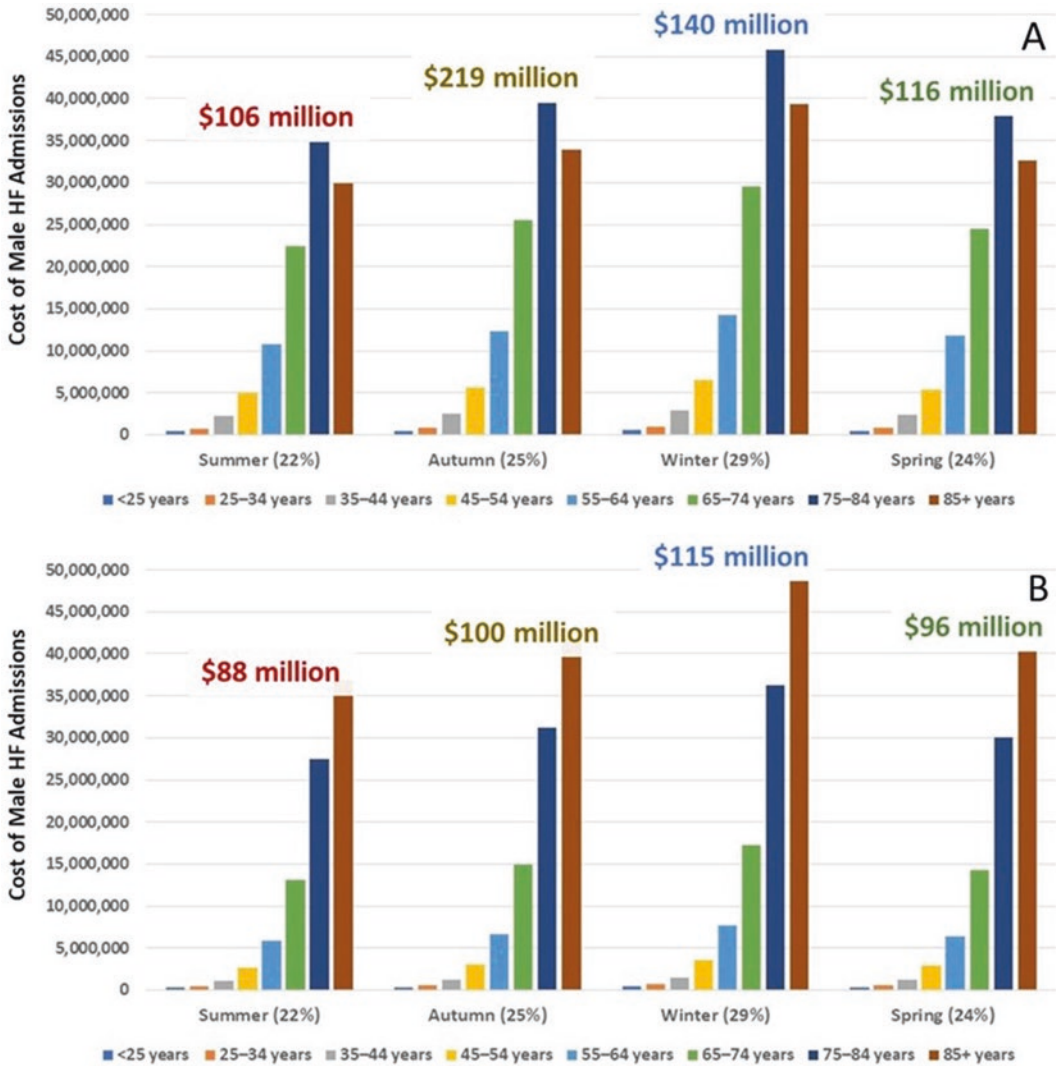 A
Cost of Male HF Admissions
50,000,000
45,000,000
40,000,000
35,000,000
30,000,000
25,000,000
20,000,000
15,000,000
10,000,000
5,000,000
0
$106 million
$219 million
$140 million
$116 million
Summer (22%) Autumn (25%) Winter (29%) Spring (24%)
<25 years 25–34 years 35–44 years 45–54 years 55–64 years 65–74 years 75–84 years 85+ years
B
Cost of Male HF Admissions
50,000,000
45,000,000
40,000,000
35,000,000
30,000,000
25,000,000
20,000,000
15,000,000
10,000,000
5,000,000
0
$88 million
$100 million
$115 million
$96 million
Summer (22%) Autumn (25%) Winter (29%) Spring (24%)
<25 years 25–34 years 35–44 years 45–54 years 55–64 years 65–74 years 75–84 years 85+ years